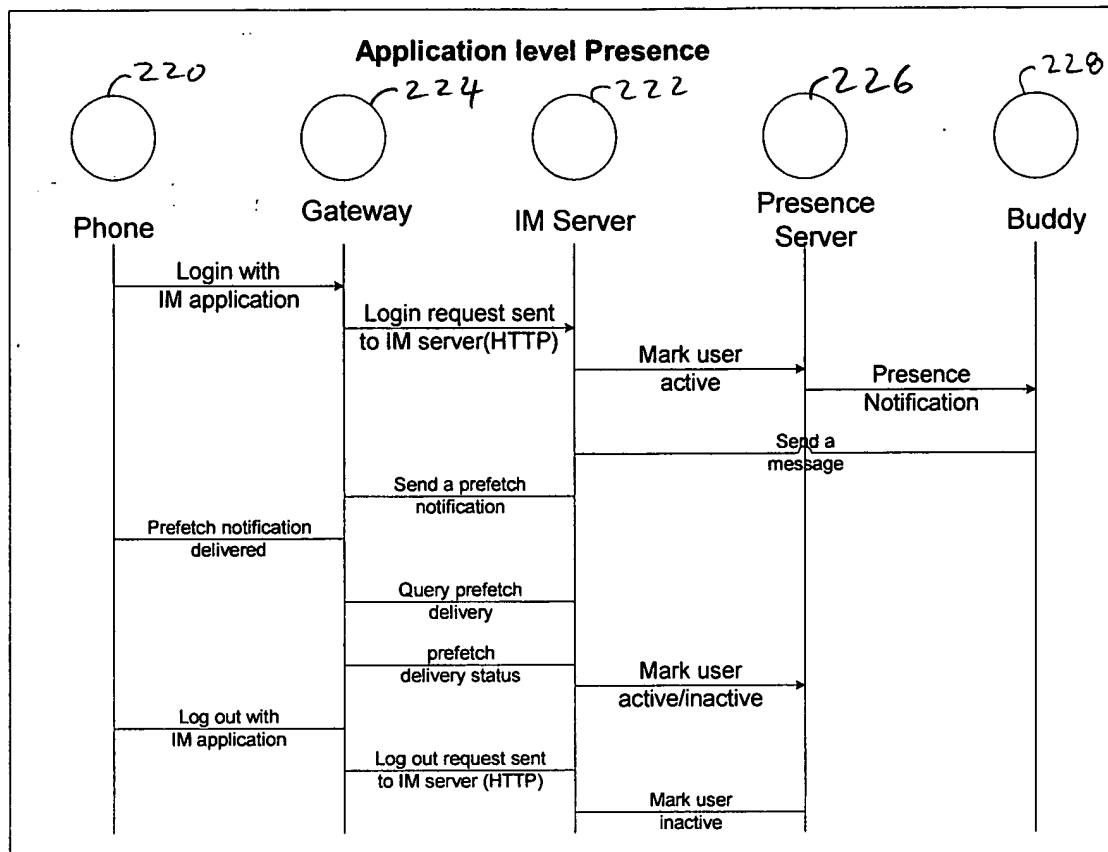 Application level Presence
220
224
222
226
228
Phone
Gateway
IM Server
Presence
Server
Buddy
Login with
IM application
Login request sent
to IM server(HTTP)
Mark user
active
Presence
Notification
Send a
message
Send a prefetch
notification
Prefetch notification
delivered
Query prefetch
delivery
prefetch
delivery status
Mark user
active/inactive
Log out with
IM application
Log out request sent
to IM server (HTTP)
Mark user
inactive